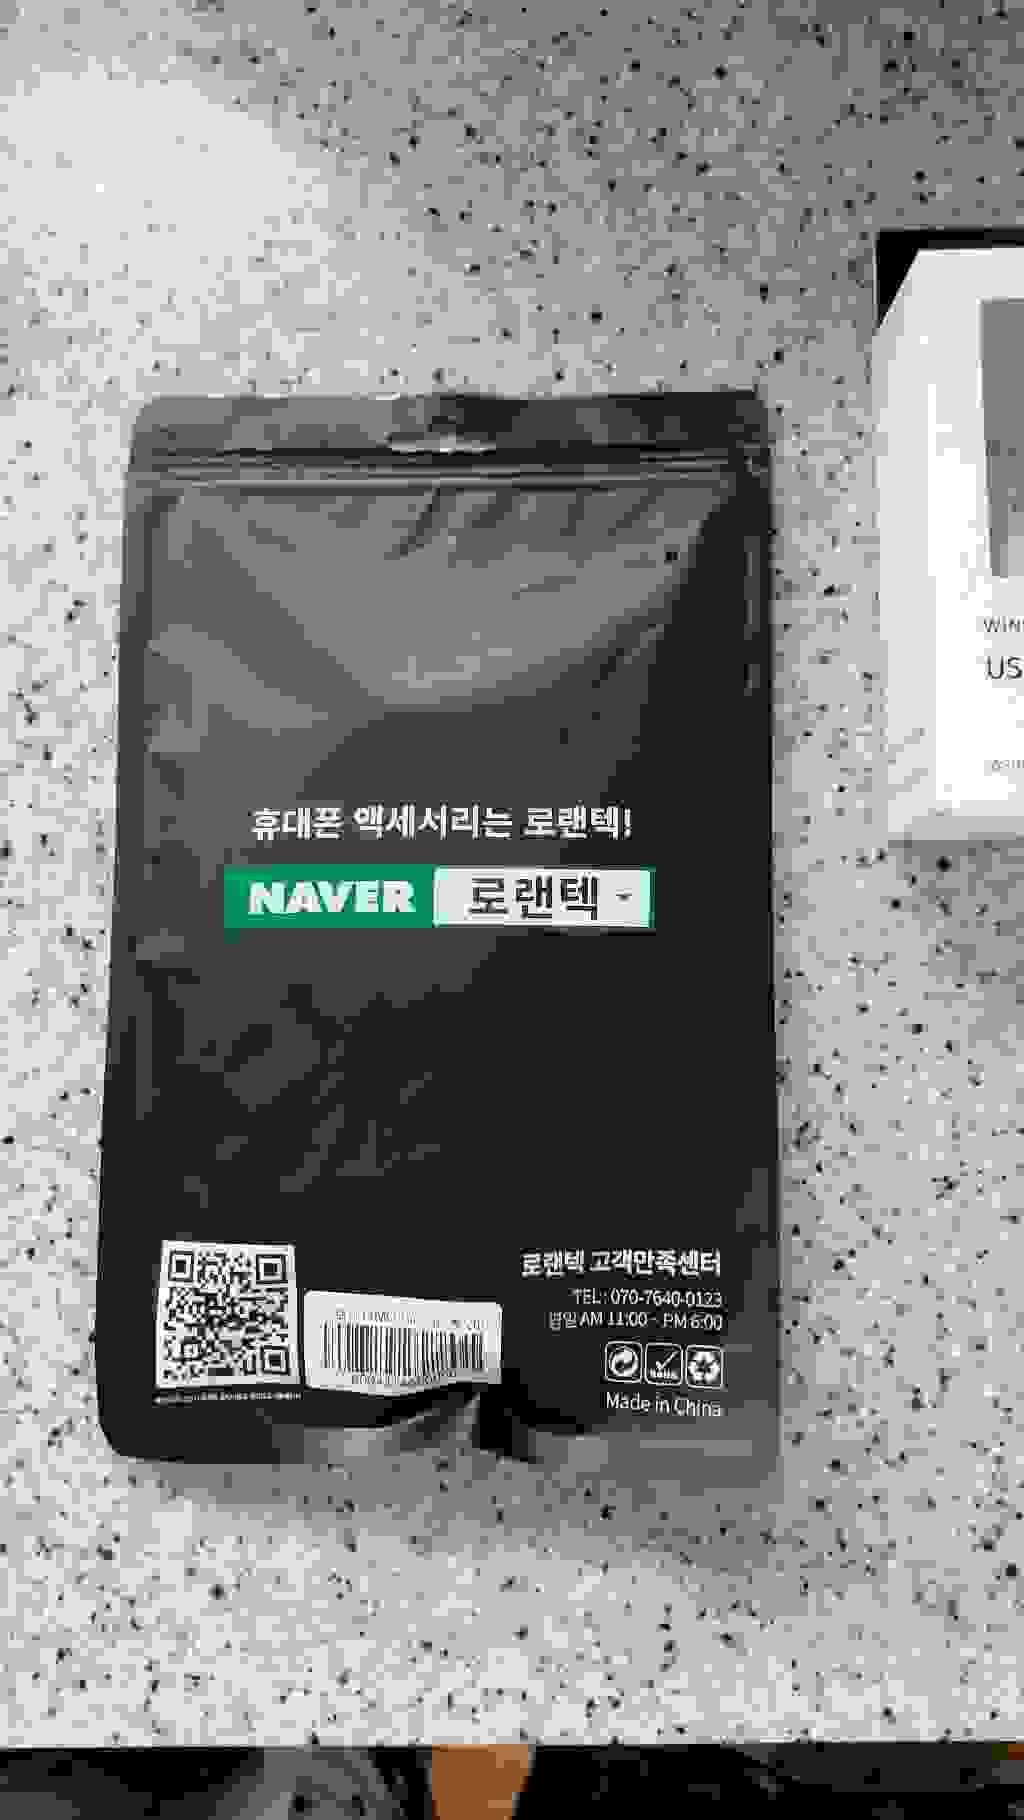 휴대폰 액세서리는 로랜텍!
NAVER 로랜텍
로랜텍 고객만족센터
TEL: 070-7640-0123
평일 AM 11:00 - PM 6:00
RoHS
Made in China
US